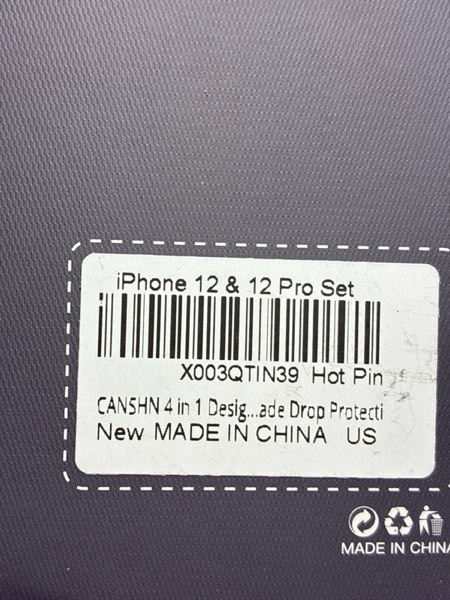 iPhone 12 & 12 Pro Set
X003QTIN39 Hot Pin
CANSHN 4 in 1 Desig...ade Drop Protecti
New MADE IN CHINA US
MADE IN CHINA